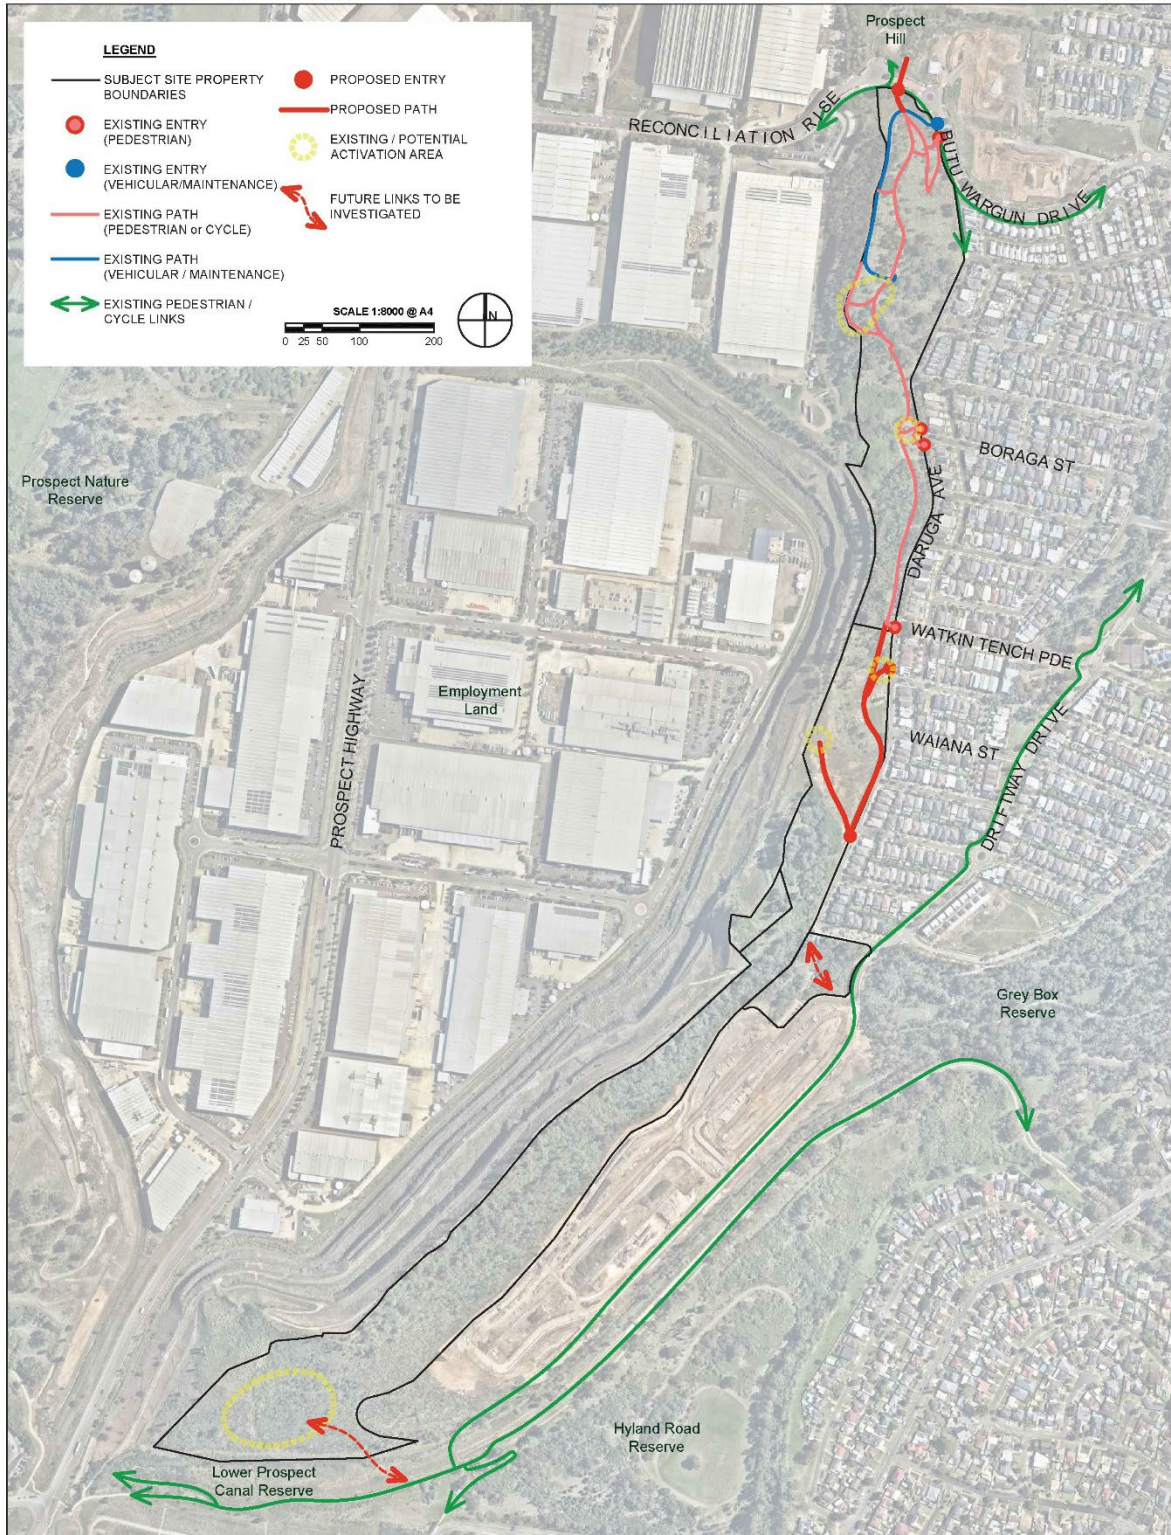 Prospect
Hill
LEGEND
SUBJECT SITE PROPERTY
BOUNDARIES
EXISTING ENTRY
(PEDESTRIAN)
EXISTING ENTRY
(VEHICULAR/MAINTENANCE)
EXISTING PATH
(PEDESTRIAN or CYCLE)
EXISTING PATH
(VEHICULAR / MAINTENANCE)
EXISTING PEDESTRIAN /
CYCLE LINKS
PROPOSED ENTRY
PROPOSED PATH
EXISTING / POTENTIAL
ACTIVATION AREA
FUTURE LINKS TO BE
INVESTIGATED
SCALE 1:8000 @ A4
0 25 50 100 200
N
RECONCILIATION RISE
BUTU WARGUN DRIVE
BORAGA ST
Prospect Nature
Reserve
DARUGA AVE
WATKIN TENCH PDE
Employment
Land
PROSPECT HIGHWAY
WAIANA ST
DRIFTWAY DRIVE
Grey Box
Reserve
Hyland Road
Reserve
Lower Prospect
Canal Reserve